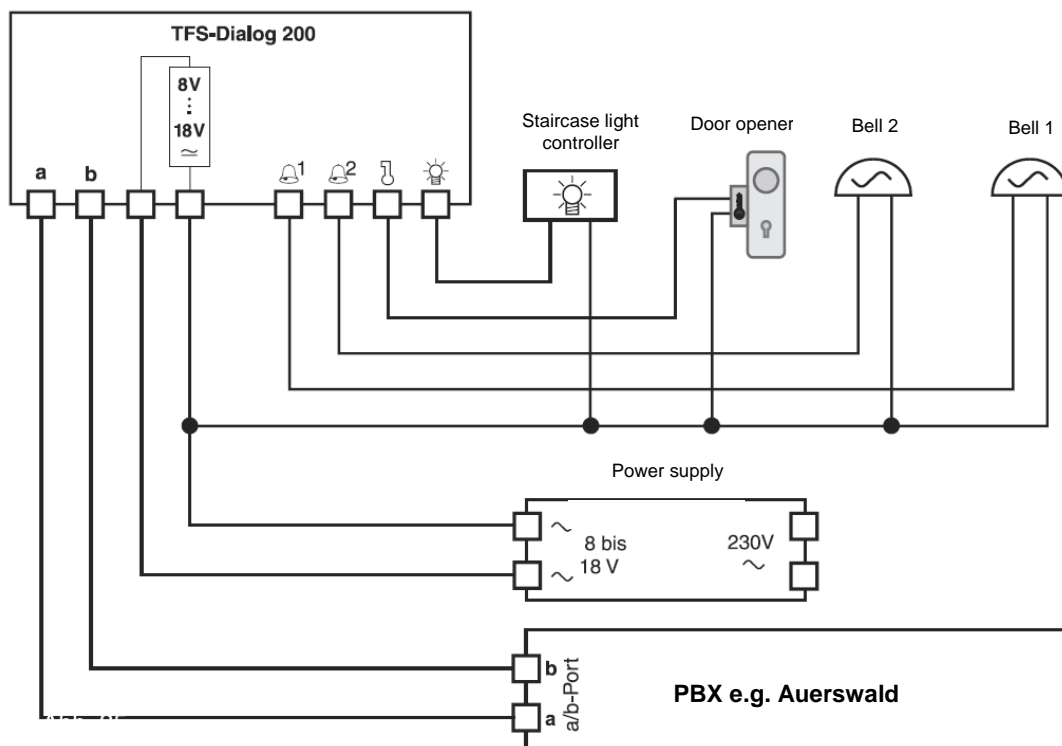 TFS-Dialog 200
8V
18V
a
b
1
2
Staircase light
controller
Door opener
Bell 2
Bell 1
Power supply
8 bis
18 V
230V
b
a
a/b-Port
PBX e.g. Auerswald